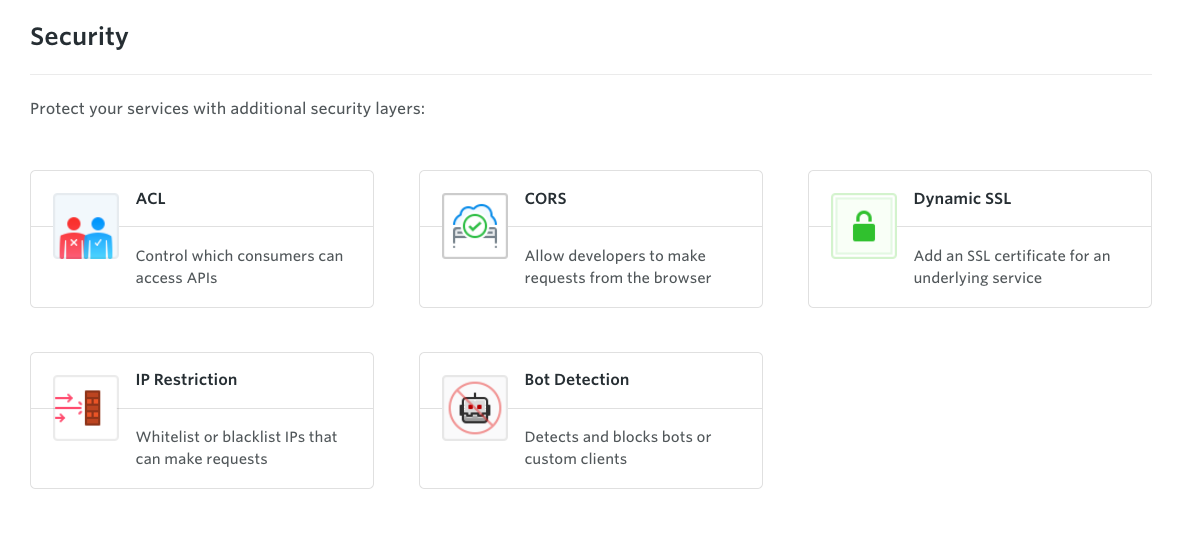 Security
Protect your services with additional security layers:
ACL
Control which consumers can
access APIs
CORS
Allow developers to make
requests from the browser
Dynamic SSL
Add an SSL certificate for an
underlying service
IP Restriction
Whitelist or blacklist IPs that
can make requests
Bot Detection
Detects and blocks bots or
custom clients